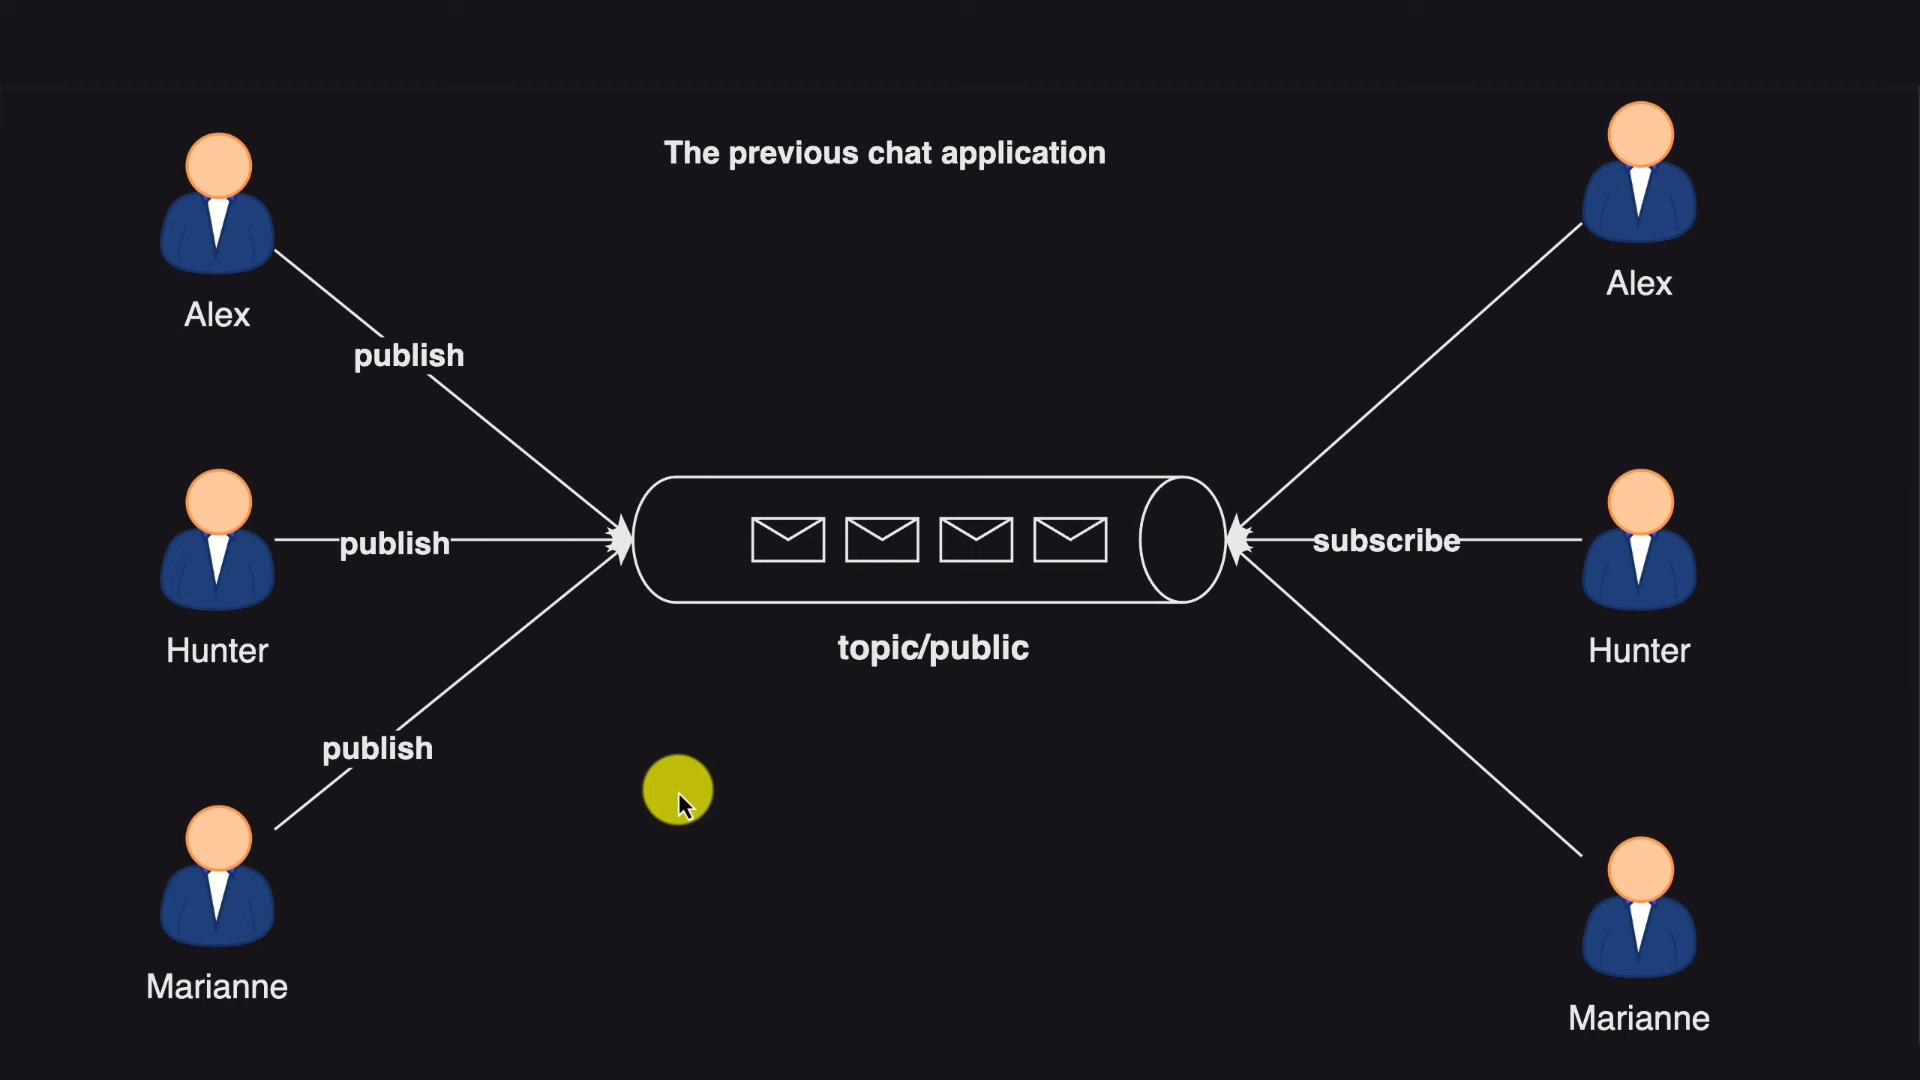 The previous chat application
Alex
Alex
publish
Hunter
publish
subscribe
Hunter
topic/public
publish
Marianne
Marianne